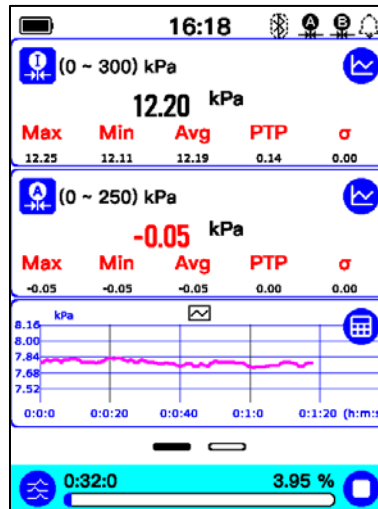 16:18 A B
I (0 ~ 300) kPa
12.20 kPa
Max Min Avg PTP σ
12.25 12.11 12.19 0.14 0.00
A (0 ~ 250) kPa
-0.05 kPa
Max Min Avg PTP σ
-0.05 -0.05 -0.05 0.00 0.00
kPa
8.16
8.00
7.84
7.68
7.52
0:0:0 0:0:20 0:0:40 0:1:0 0:1:20 (h:m:s
0:32:0 3.95 %